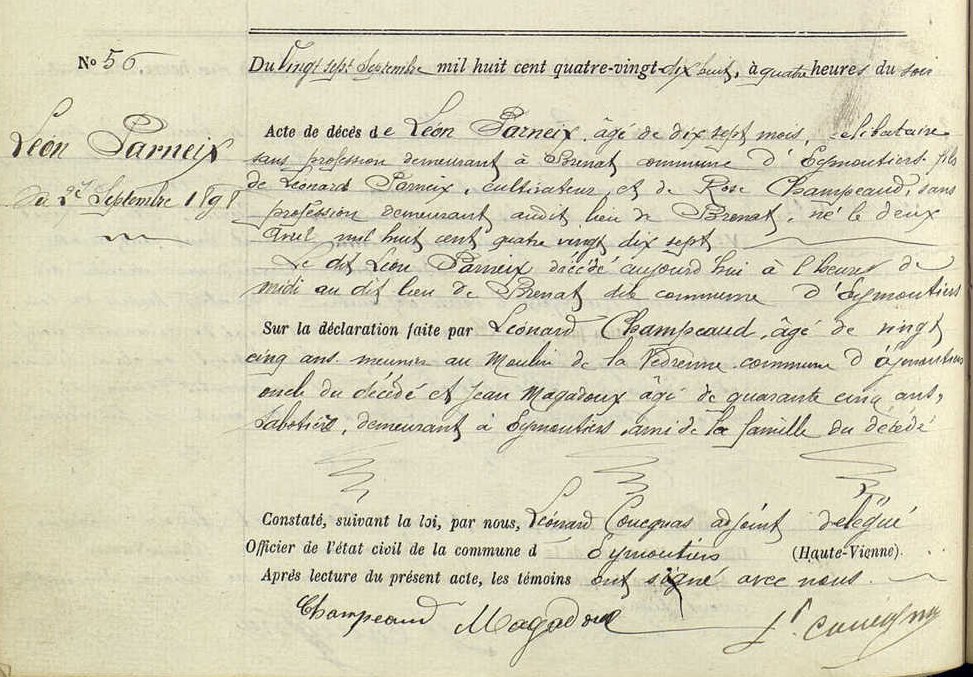 No 56
Du Vingt sept Septembre mil huit cent quatre-vingt-dix huit, à quatre heures du soir
Léon Parneix
Du 27 Septembre 1898
Acte de décès de Léon Parneix, âgé de dix sept mois, celibataire
sans profession demeurant à Brenat commune d'Eymoutiers fils
de Léonard Parneix, cultivateur, et de Rose Champeaud, sans
profession demeurant audit lieu de Brenat, né le deux
Avril mil huit cent quatre vingt dix sept
Le dit Léon Parneix décédé aujourd'hui à l'heure de
midi au dit lieu de Brenat dite commune d'Eymoutiers
Sur la déclaration faite par Léonard Champeaud, âgé de vingt
cinq ans meunier au Moulin de la Vedrenne commune d'Eymoutiers
oncle du décédé et Jean Magadoux âgé de quarante cinq ans,
Sabotier, demeurant à Eymoutiers, ami de la famille du décédé
Constaté, suivant la loi, par nous, Léonard Couegnas adjoint délégué
Officier de l'état civil de la commune d Eymoutiers (Haute-Vienne).
Après lecture du présent acte, les témoins ont signé avec nous.
Champeaud Magadoux